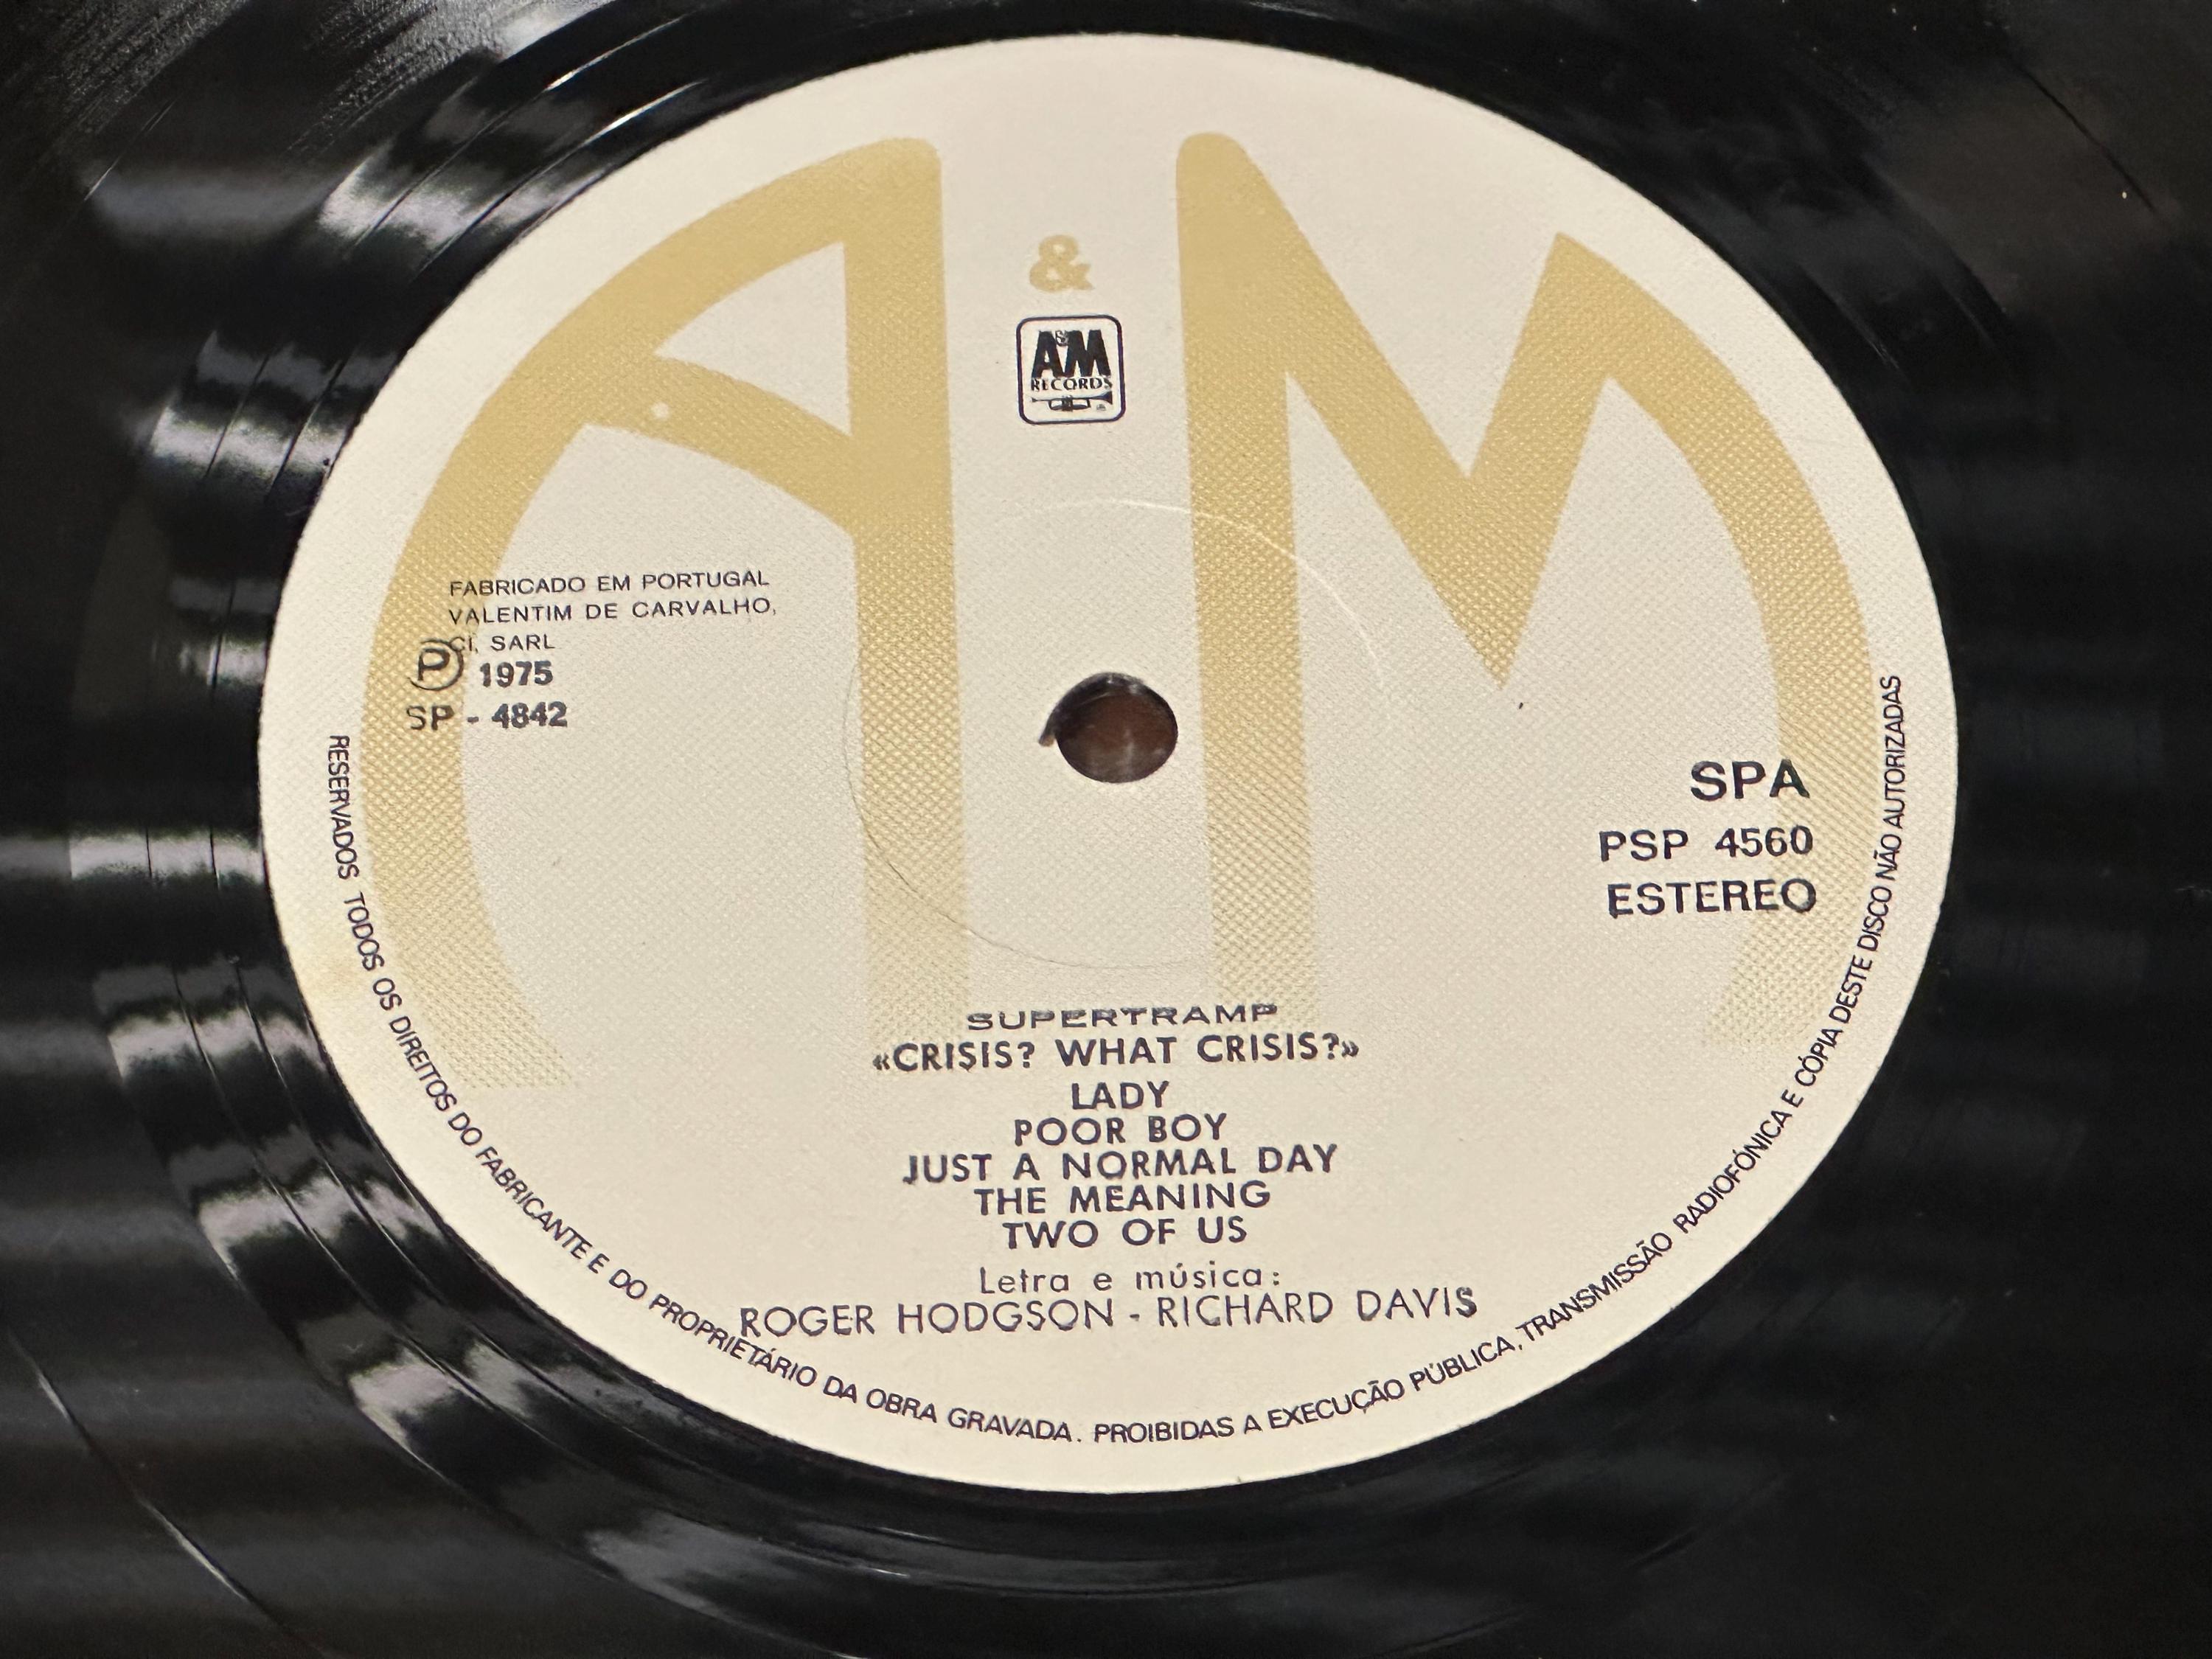 A & M
A&M
RECORDS
FABRICADO EM PORTUGAL
VALENTIM DE CARVALHO,
CI, SARL
Ⓟ 1975
SP - 4842
SPA
PSP 4560
ESTEREO
SUPERTRAMP
«CRISIS? WHAT CRISIS?»
LADY
POOR BOY
JUST A NORMAL DAY
THE MEANING
TWO OF US
Letra e música:
ROGER HODGSON - RICHARD DAVIS
RESERVADOS TODOS OS DIREITOS DO FABRICANTE E DO PROPRIETÁRIO DA OBRA GRAVADA. PROIBIDAS A EXECUÇÃO PÚBLICA, TRANSMISSÃO RADIOFÓNICA E CÓPIA DESTE DISCO NÃO AUTORIZADAS